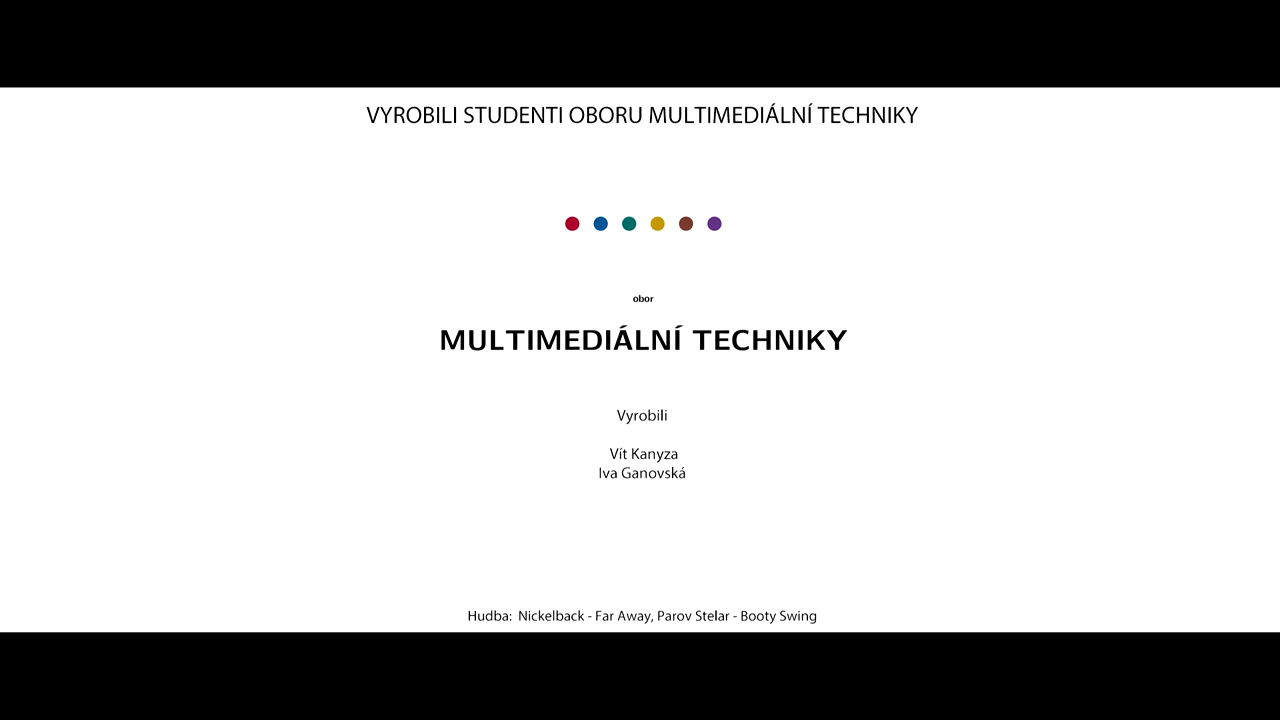 VYROBILI STUDENTI OBORU MULTIMEDIÁLNÍ TECHNIKY
obor
MULTIMEDIÁLNÍ TECHNIKY
Vyrobili
Vít Kanyza
Iva Ganovská
Hudba: Nickelback - Far Away, Parov Stelar - Booty Swing